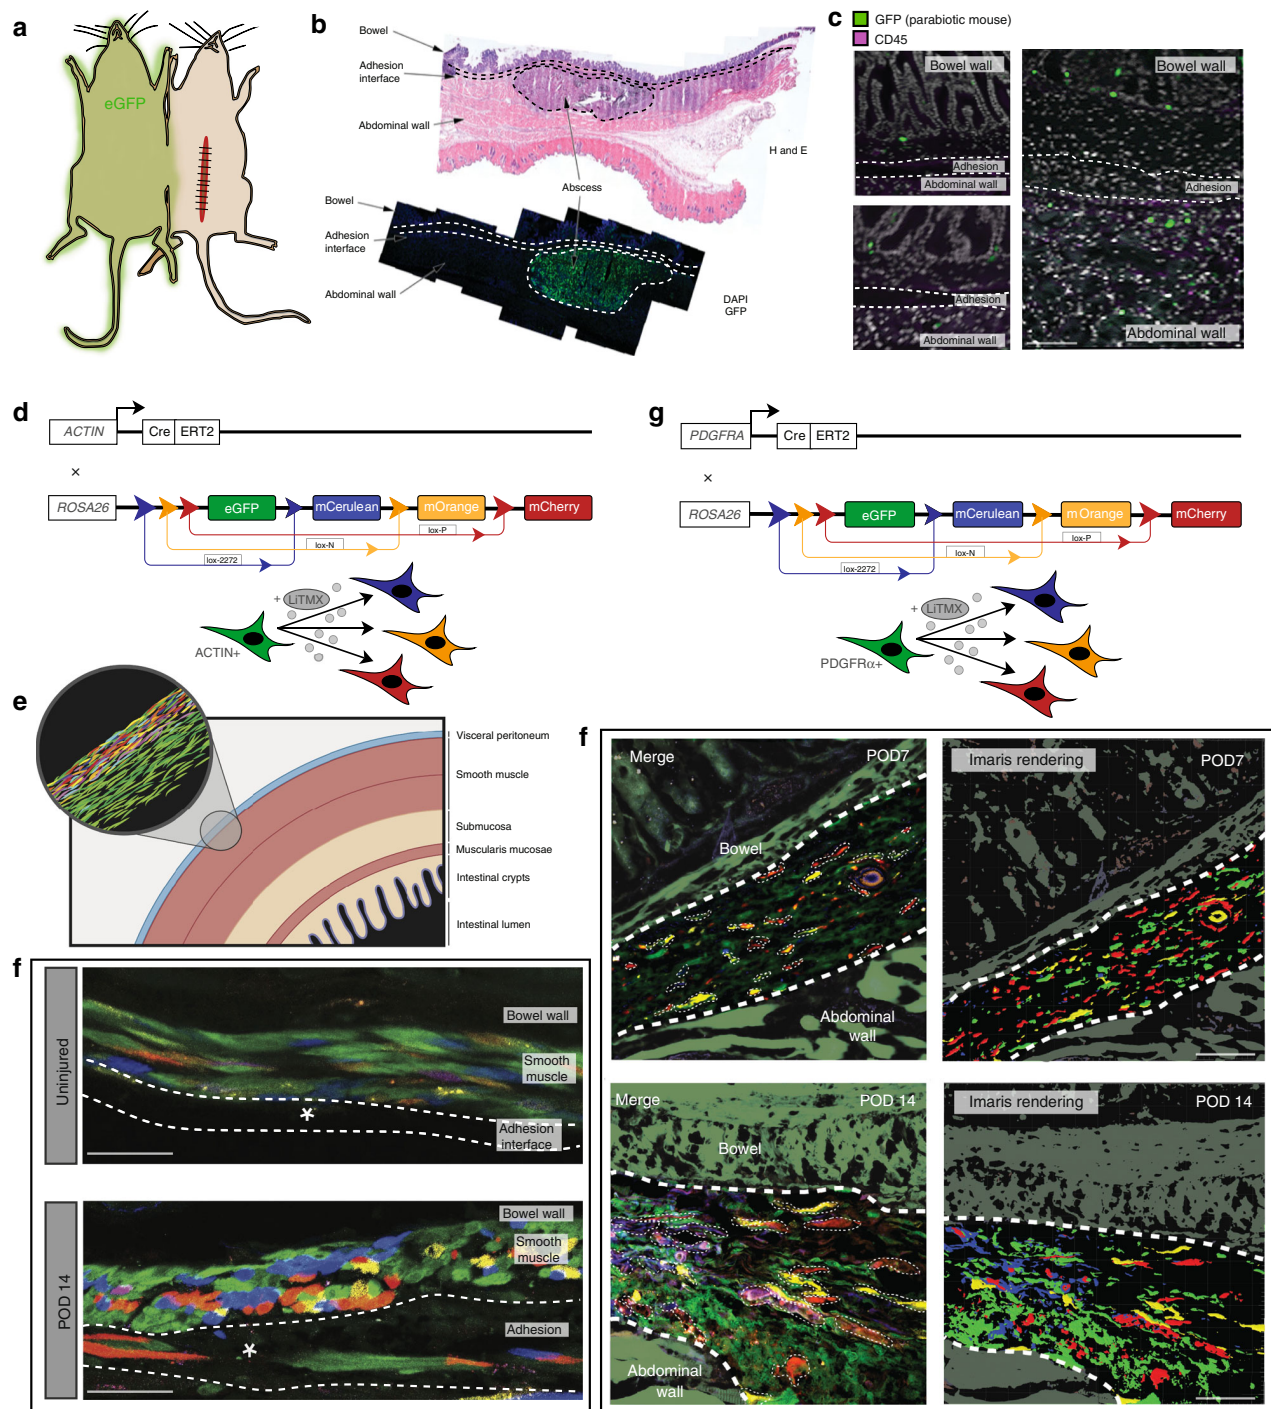 a
eGFP
b
Bowel
Adhesion
interface
Abdominal wall
H and E
Abscess
Bowel
Adhesion
interface
Abdominal wall
DAPI
GFP
c
GFP (parabiotic mouse)
CD45
Bowel wall
Adhesion
Abdominal wall
Adhesion
Abdominal wall
Bowel wall
Adhesion
Abdominal wall
d
ACTIN
Cre
ERT2
×
ROSA26
eGFP
mCerulean
mOrange
mCherry
lox-P
lox-N
lox-2272
+ LiTMX
ACTIN+
g
PDGFRA
Cre
ERT2
×
ROSA26
eGFP
mCerulean
mOrange
mCherry
lox-P
lox-N
lox-2272
+ LiTMX
PDGFRα+
e
Visceral peritoneum
Smooth muscle
Submucosa
Muscularis mucosae
Intestinal crypts
Intestinal lumen
f
Uninjured
Bowel wall
Smooth
muscle
*
Adhesion
interface
POD 14
Bowel wall
Smooth
muscle
Adhesion
*
f
Merge
POD7
Bowel
Abdominal
wall
Imaris rendering
POD7
Merge
POD 14
Bowel
Abdominal
wall
Imaris rendering
POD 14